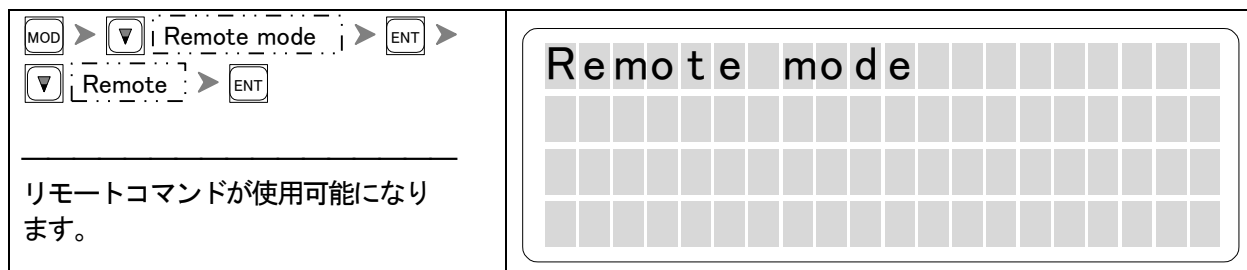 MOD ➤ ▼ Remote mode ➤ ENT ➤
▼ Remote ➤ ENT
リモートコマンドが使用可能になり
ます。
Remote mode